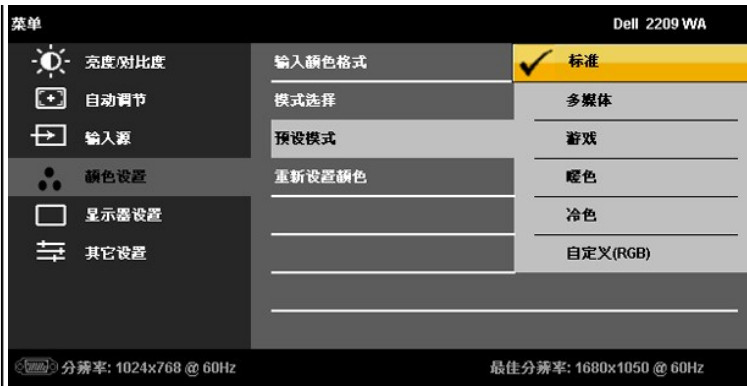 菜单
Dell 2209 WA
亮度/对比度
自动调节
输入源
颜色设置
显示器设置
其它设置
输入颜色格式
模式选择
预设模式
重新设置颜色
标准
多媒体
游戏
暖色
冷色
自定义(RGB)
分辨率: 1024x768 @ 60Hz
最佳分辨率: 1680x1050 @ 60Hz